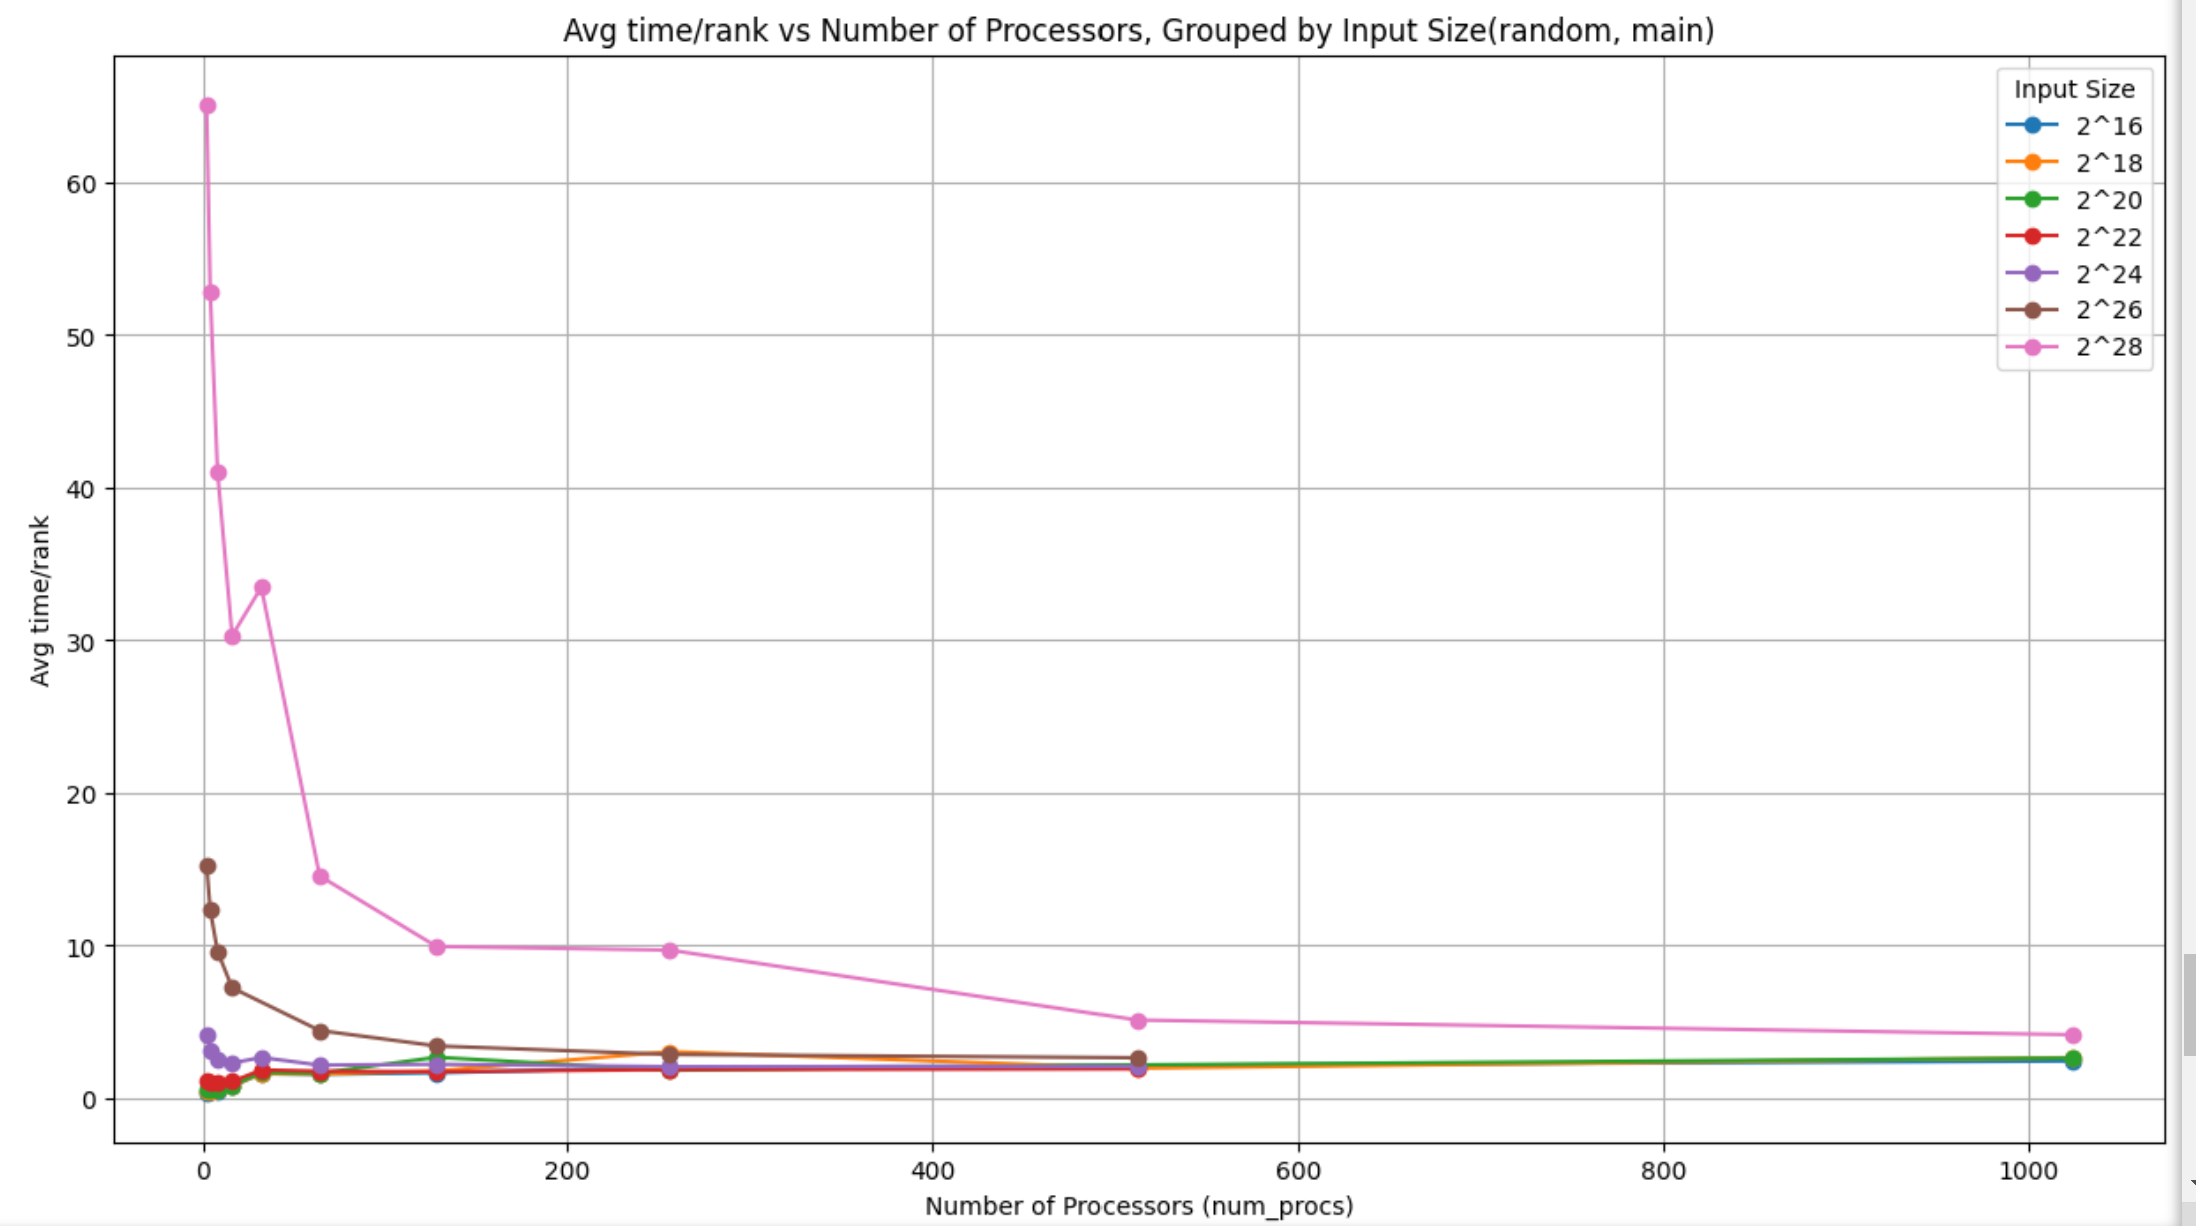 Avg time/rank vs Number of Processors, Grouped by Input Size(random, main)
Input Size
2^16
2^18
2^20
2^22
2^24
2^26
2^28
Avg time/rank
60
50
40
30
20
10
0
0 200 400 600 800 1000
Number of Processors (num_procs)